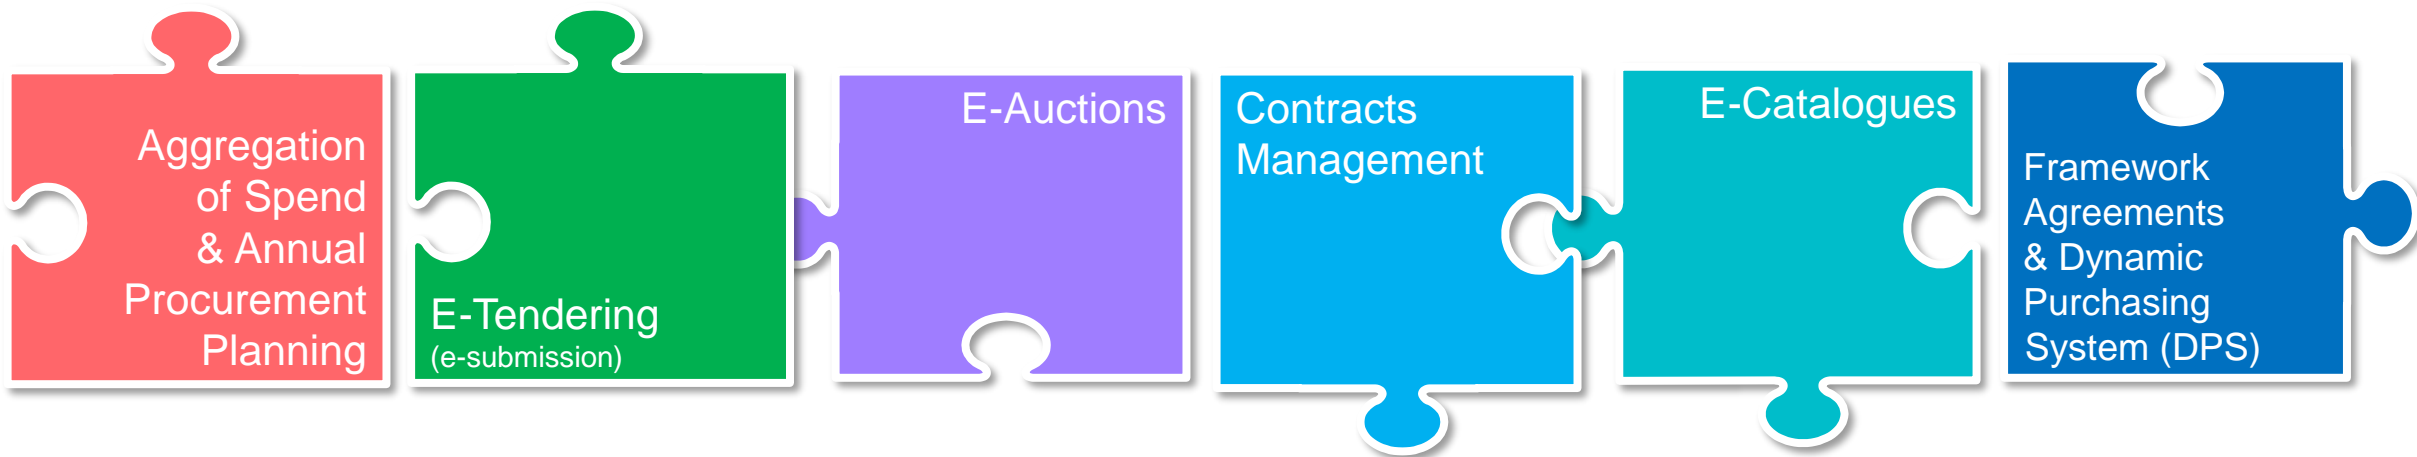 Aggregation
of Spend
& Annual
Procurement
Planning
E-Tendering
(e-submission)
E-Auctions
Contracts
Management
E-Catalogues
Framework
Agreements
& Dynamic
Purchasing
System (DPS)